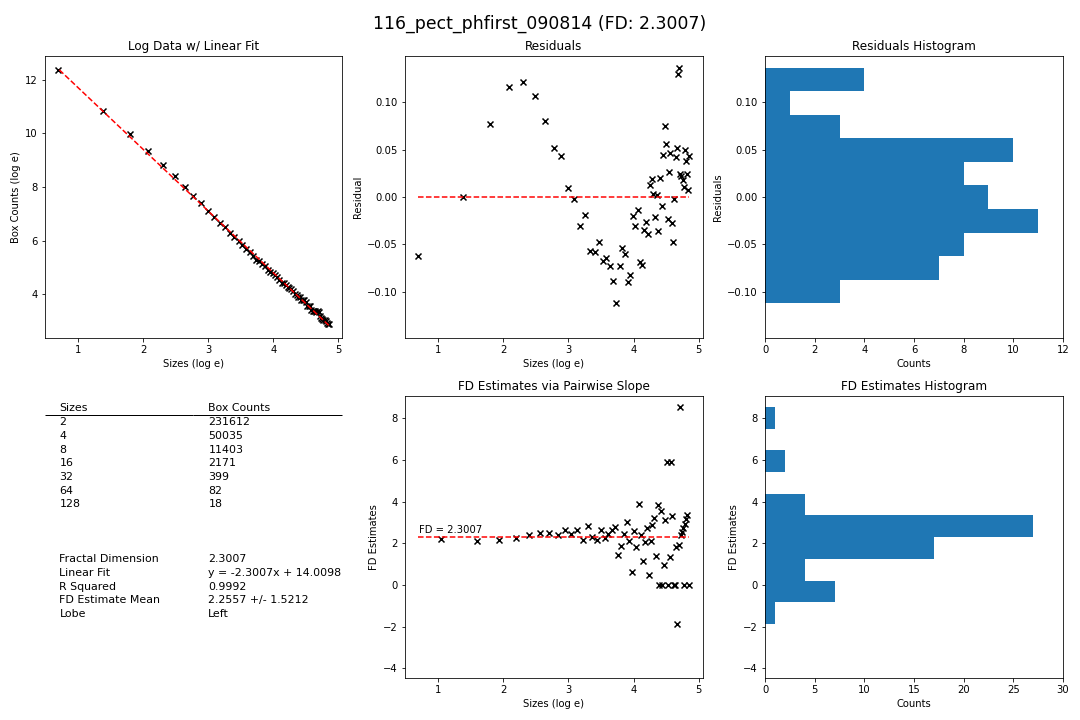 116_pect_phfirst_090814 (FD: 2.3007)
Log Data w/ Linear Fit
Box Counts (log e)
12
10
8
6
4
1 2 3 4 5
Sizes (log e)
Residuals
Residual
0.10
0.05
0.00
−0.05
−0.10
1 2 3 4 5
Sizes (log e)
Residuals Histogram
Residuals
0.10
0.05
0.00
−0.05
−0.10
0 2 4 6 8 10 12
Counts
Sizes Box Counts
2 231612
4 50035
8 11403
16 2171
32 399
64 82
128 18
Fractal Dimension 2.3007
Linear Fit y = -2.3007x + 14.0098
R Squared 0.9992
FD Estimate Mean 2.2557 +/- 1.5212
Lobe Left
FD Estimates via Pairwise Slope
FD Estimates
8
6
4
2
0
−2
−4
FD = 2.3007
1 2 3 4 5
Sizes (log e)
FD Estimates Histogram
FD Estimates
8
6
4
2
0
−2
−4
0 5 10 15 20 25 30
Counts